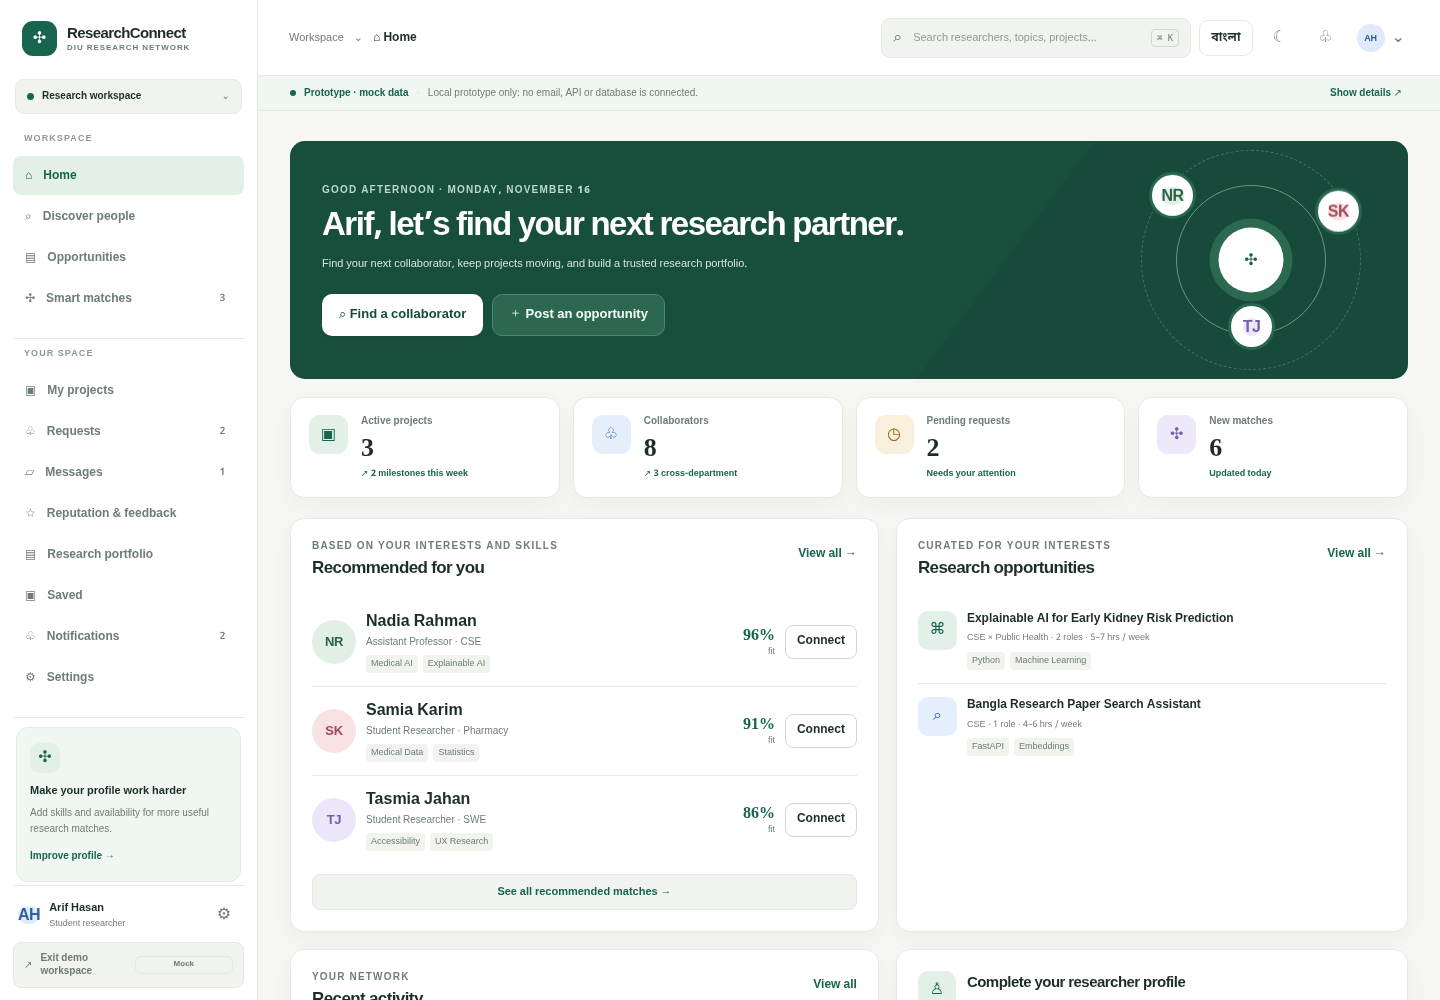 ResearchConnect
DIU RESEARCH NETWORK
Research workspace
WORKSPACE
Home
Discover people
Opportunities
Smart matches 3
YOUR SPACE
My projects
Requests 2
Messages 1
Reputation & feedback
Research portfolio
Saved
Notifications 2
Settings
Make your profile work harder
Add skills and availability for more useful
research matches.
Improve profile →
AH Arif Hasan
Student researcher
↗ Exit demo
workspace
Mock
Workspace Home
Search researchers, topics, projects... ⌘ K
বাংলা
AH
Prototype · mock data · Local prototype only: no email, API or database is connected.
Show details ↗
GOOD AFTERNOON · MONDAY, NOVEMBER 16
Arif, let’s find your next research partner.
Find your next collaborator, keep projects moving, and build a trusted research portfolio.
Find a collaborator
+ Post an opportunity
NR
SK
TJ
Active projects
3
↗ 2 milestones this week
Collaborators
8
↗ 3 cross-department
Pending requests
2
Needs your attention
New matches
6
Updated today
BASED ON YOUR INTERESTS AND SKILLS
Recommended for you
View all →
NR
Nadia Rahman
Assistant Professor · CSE
Medical AI Explainable AI
96%
fit
Connect
SK
Samia Karim
Student Researcher · Pharmacy
Medical Data Statistics
91%
fit
Connect
TJ
Tasmia Jahan
Student Researcher · SWE
Accessibility UX Research
86%
fit
Connect
See all recommended matches →
CURATED FOR YOUR INTERESTS
Research opportunities
View all →
Explainable AI for Early Kidney Risk Prediction
CSE × Public Health · 2 roles · 5–7 hrs / week
Python Machine Learning
Bangla Research Paper Search Assistant
CSE · 1 role · 4–6 hrs / week
FastAPI Embeddings
YOUR NETWORK
Recent activity
View all
Complete your researcher profile